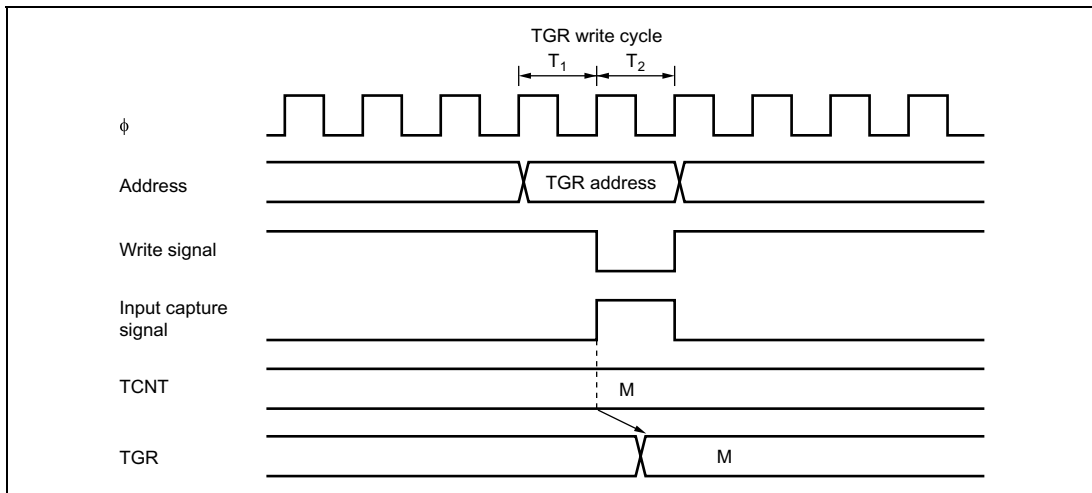 TGR write cycle
T1 T2
ϕ
Address
TGR address
Write signal
Input capture
signal
TCNT
M
TGR
M